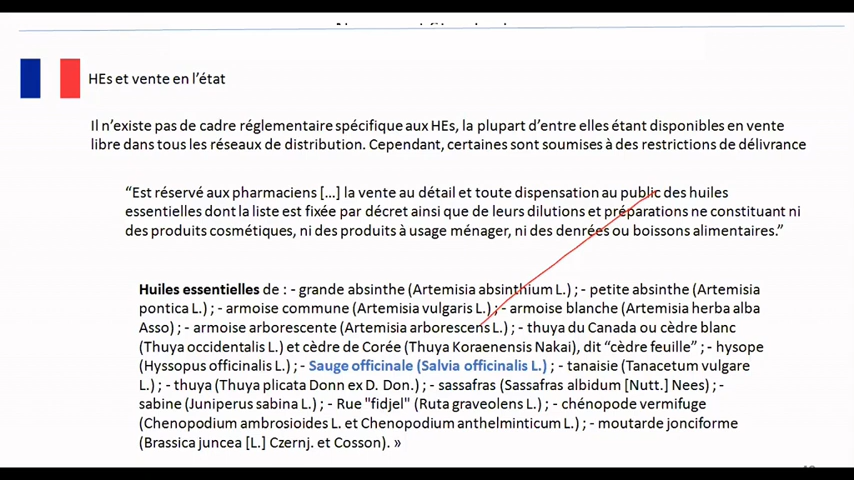 HEs et vente en l’état
Il n’existe pas de cadre réglementaire spécifique aux HEs, la plupart d’entre elles étant disponibles en vente
libre dans tous les réseaux de distribution. Cependant, certaines sont soumises à des restrictions de délivrance
“Est réservé aux pharmaciens […] la vente au détail et toute dispensation au public des huiles
essentielles dont la liste est fixée par décret ainsi que de leurs dilutions et préparations ne constituant ni
des produits cosmétiques, ni des produits à usage ménager, ni des denrées ou boissons alimentaires.”
Huiles essentielles de : - grande absinthe (Artemisia absinthium L.) ; - petite absinthe (Artemisia
pontica L.) ; - armoise commune (Artemisia vulgaris L.) ; - armoise blanche (Artemisia herba alba
Asso) ; - armoise arborescente (Artemisia arborescens L.) ; - thuya du Canada ou cèdre blanc
(Thuya occidentalis L.) et cèdre de Corée (Thuya Koraenensis Nakai), dit “cèdre feuille” ; - hysope
(Hyssopus officinalis L.) ; - Sauge officinale (Salvia officinalis L.) ; - tanaisie (Tanacetum vulgare
L.) ; - thuya (Thuya plicata Donn ex D. Don.) ; - sassafras (Sassafras albidum [Nutt.] Nees) ; -
sabine (Juniperus sabina L.) ; - Rue "fidjel" (Ruta graveolens L.) ; - chénopode vermifuge
(Chenopodium ambrosioides L. et Chenopodium anthelminticum L.) ; - moutarde jonciforme
(Brassica juncea [L.] Czernj. et Cosson). »